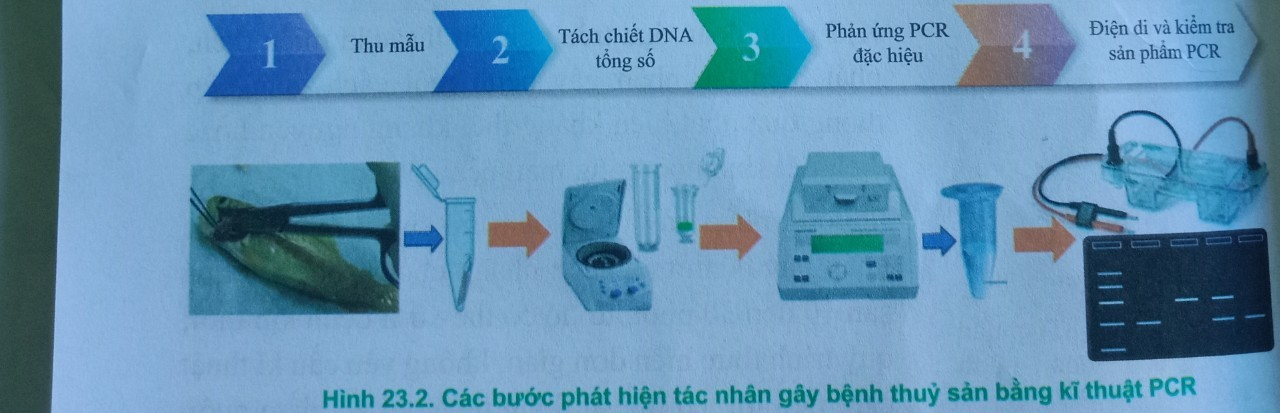 1
Thu mẫu
2
Tách chiết DNA
tổng số
3
Phản ứng PCR
đặc hiệu
4
Điện di và kiểm tra
sản phẩm PCR
Hình 23.2. Các bước phát hiện tác nhân gây bệnh thuỷ sản bằng kĩ thuật PCR